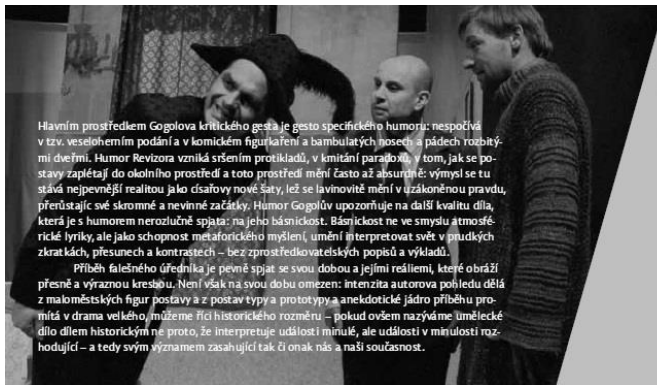 Hlavním prostředkem Gogolova kritického gesta je gesto specifického humoru: nespočívá
v tzv. veseloherním podání a v komickém figurkaření a bambulatých nosech a pádech rozbitý-
mi dveřmi. Humor Revizora vzniká sršením protikladů, v kmitání paradoxů, v tom, jak se po-
stavy zaplétají do okolního prostředí a toto prostředí mění často až absurdně: výmysl se tu
stává nejpevnější realitou jako císařovy nové šaty, lež se lavinovitě mění v uzákoněnou pravdu,
přerůstajíc své skromné a nevinné začátky. Humor Gogolův upozorňuje na další kvalitu díla,
která je s humorem nerozlučně spjata: na jeho básnickost. Básnickost ne ve smyslu atmosfé-
rické lyriky, ale jako schopnost metaforického myšlení, umění interpretovat svět v prudkých
zkratkách, přesunech a kontrastech – bez zprostředkovatelských popisů a výkladů.
Příběh falešného úředníka je pevně spjat se svou dobou a jejími reáliemi, které obráží
přesně a výraznou kresbou. Není však na svou dobu omezen: intenzita autorova pohledu dělá
z maloměstských figur postavy a z postav typy a prototypy a anekdotické jádro příběhu pro-
mítá v drama velkého, můžeme říci historického rozměru – pokud ovšem nazýváme umělecké
dílo dílem historickým ne proto, že interpretuje události minulé, ale události v minulosti roz-
hodující – a tedy svým významem zasahující tak či onak nás a naši současnost.